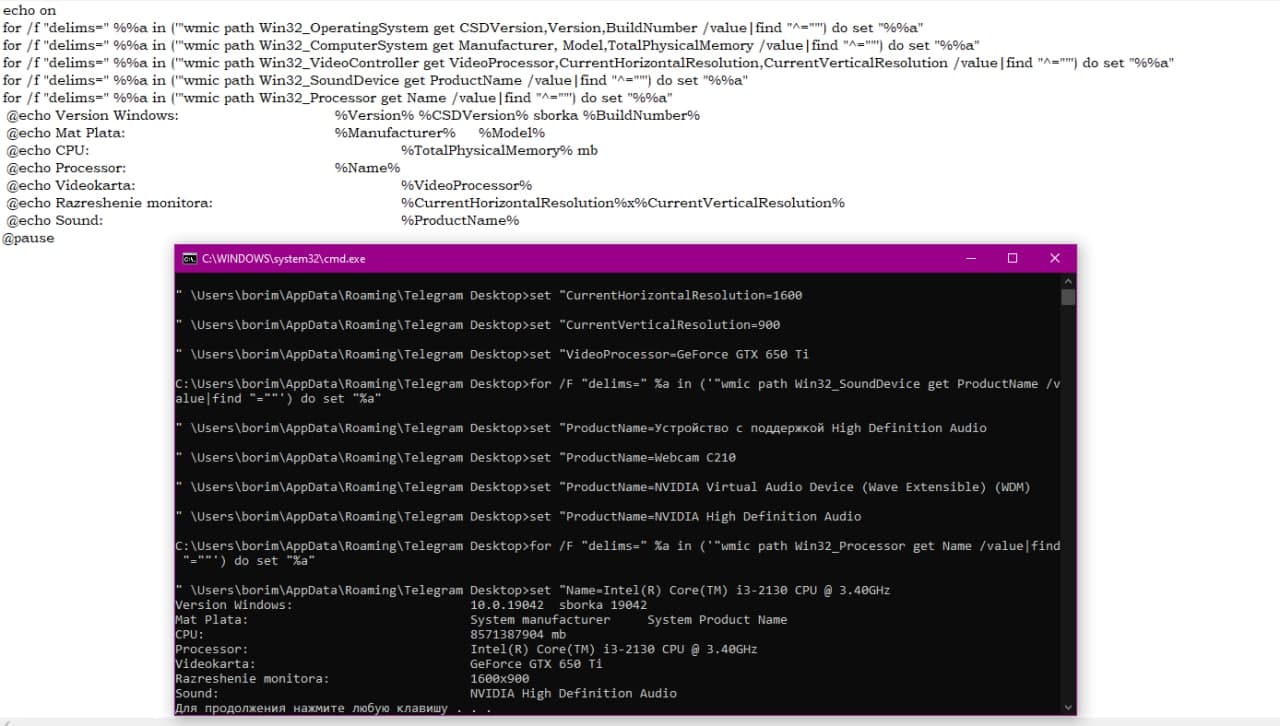 echo on
for /f "delims=" %%a in ('"wmic path Win32_OperatingSystem get CSDVersion,Version,BuildNumber /value|find "^=""') do set "%%a"
for /f "delims=" %%a in ('"wmic path Win32_ComputerSystem get Manufacturer, Model,TotalPhysicalMemory /value|find "^=""') do set "%%a"
for /f "delims=" %%a in ('"wmic path Win32_VideoController get VideoProcessor,CurrentHorizontalResolution,CurrentVerticalResolution /value|find "^=""') do set "%%a"
for /f "delims=" %%a in ('"wmic path Win32_SoundDevice get ProductName /value|find "^=""') do set "%%a"
for /f "delims=" %%a in ('"wmic path Win32_Processor get Name /value|find "^=""') do set "%%a"
@echo Version Windows: %Version% %CSDVersion% sborka %BuildNumber%
@echo Mat Plata: %Manufacturer% %Model%
@echo CPU: %TotalPhysicalMemory% mb
@echo Processor: %Name%
@echo Videokarta: %VideoProcessor%
@echo Razreshenie monitora: %CurrentHorizontalResolution%x%CurrentVerticalResolution%
@echo Sound: %ProductName%
@pause
C:\WINDOWS\system32\cmd.exe
" \Users\borim\AppData\Roaming\Telegram Desktop>set "CurrentHorizontalResolution=1600
" \Users\borim\AppData\Roaming\Telegram Desktop>set "CurrentVerticalResolution=900
" \Users\borim\AppData\Roaming\Telegram Desktop>set "VideoProcessor=GeForce GTX 650 Ti
C:\Users\borim\AppData\Roaming\Telegram Desktop>for /F "delims=" %a in ('"wmic path Win32_SoundDevice get ProductName /v
alue|find "=""') do set "%a"
" \Users\borim\AppData\Roaming\Telegram Desktop>set "ProductName=Устройство с поддержкой High Definition Audio
" \Users\borim\AppData\Roaming\Telegram Desktop>set "ProductName=Webcam C210
" \Users\borim\AppData\Roaming\Telegram Desktop>set "ProductName=NVIDIA Virtual Audio Device (Wave Extensible) (WDM)
" \Users\borim\AppData\Roaming\Telegram Desktop>set "ProductName=NVIDIA High Definition Audio
C:\Users\borim\AppData\Roaming\Telegram Desktop>for /F "delims=" %a in ('"wmic path Win32_Processor get Name /value|find
"=""') do set "%a"
" \Users\borim\AppData\Roaming\Telegram Desktop>set "Name=Intel(R) Core(TM) i3-2130 CPU @ 3.40GHz
Version Windows: 10.0.19042 sborka 19042
Mat Plata: System manufacturer System Product Name
CPU: 8571387904 mb
Processor: Intel(R) Core(TM) i3-2130 CPU @ 3.40GHz
Videokarta: GeForce GTX 650 Ti
Razreshenie monitora: 1600x900
Sound: NVIDIA High Definition Audio
Для продолжения нажмите любую клавишу . . .